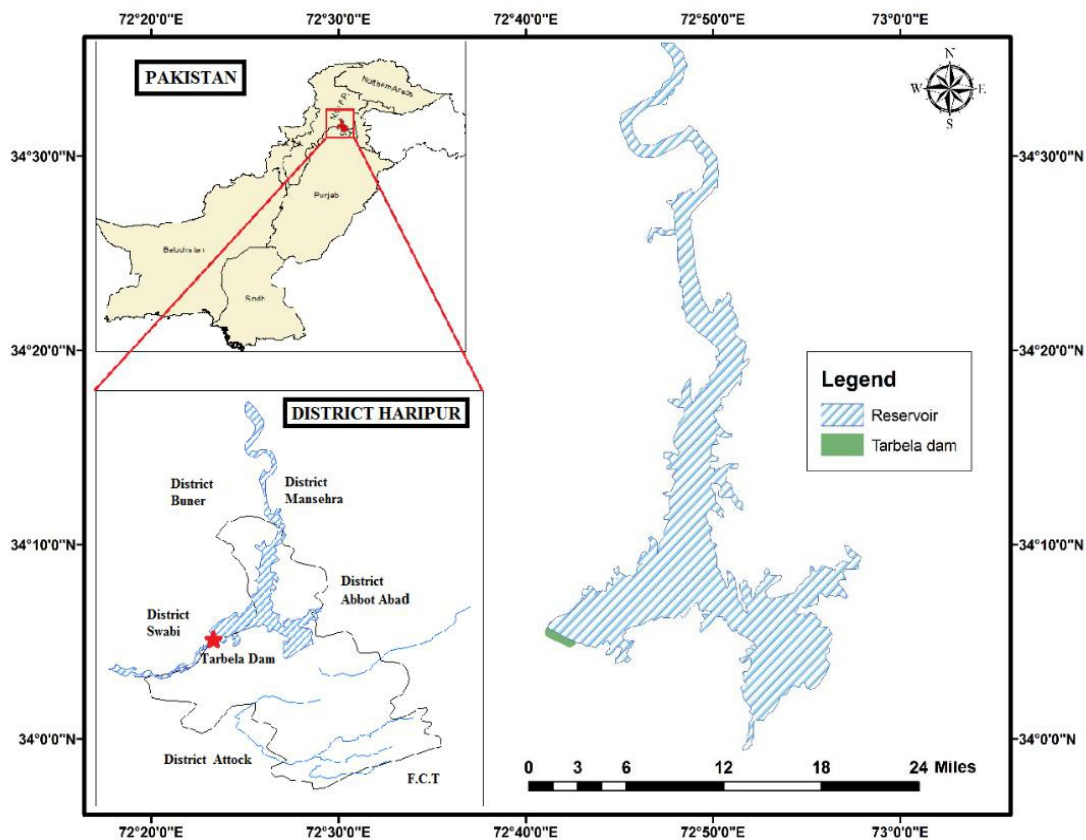 72°20'0"E 72°30'0"E 72°40'0"E 72°50'0"E 73°0'0"E
PAKISTAN
Punjab
Sindh
34°30'0"N
34°20'0"N
34°10'0"N
34°0'0"N
DISTRICT HARIPUR
District
Buner
District
Mansehra
District
Abbot Abad
District
Swabi
Tarbela Dam
District Attock
F.C.T
N
W E
S
Legend
Reservoir
Tarbela dam
0 3 6 12 18 24 Miles
34°30'0"N
34°20'0"N
34°10'0"N
34°0'0"N
72°20'0"E 72°30'0"E 72°40'0"E 72°50'0"E 73°0'0"E